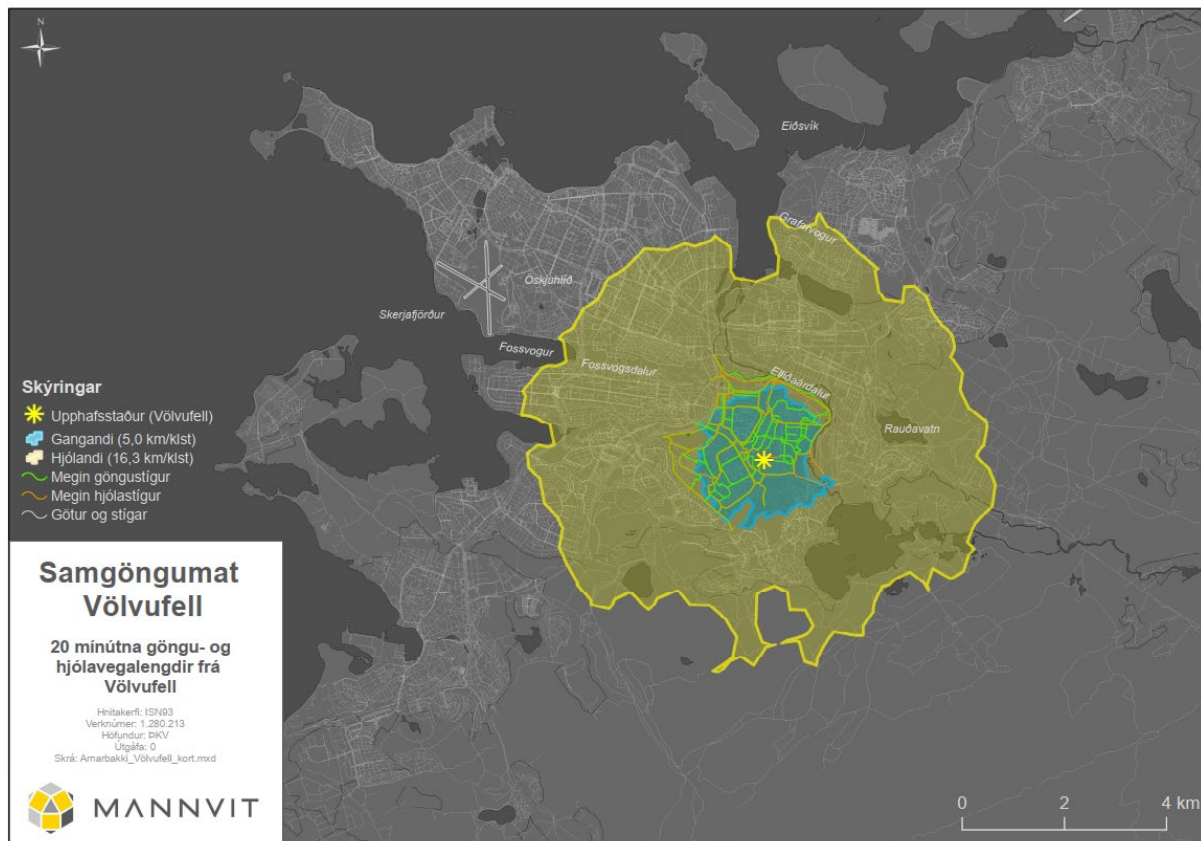 N
Eiðsvík
Grafarvogur
Öskjuhlíð
Skerjafjörður
Fossvogur
Fossvogsdalur
Elliðaárdalur
Rauðavatn
Skýringar
Upphafsstaður (Völvufell)
Gangandi (5,0 km/klst)
Hjólandi (16,3 km/klst)
Megin göngustígur
Megin hjólastígur
Götur og stígar
Samgöngumat
Völvufell
20 mínútna göngu- og
hjólavegalengdir frá
Völvufell
Hnitakerfi: ISN93
Verknúmer: 1.280.213
Höfundur: ÞKV
Útgáfa: 0
Skrá: Arnarbakki_Völvufell_kort.mxd
MANNVIT
0 2 4 km